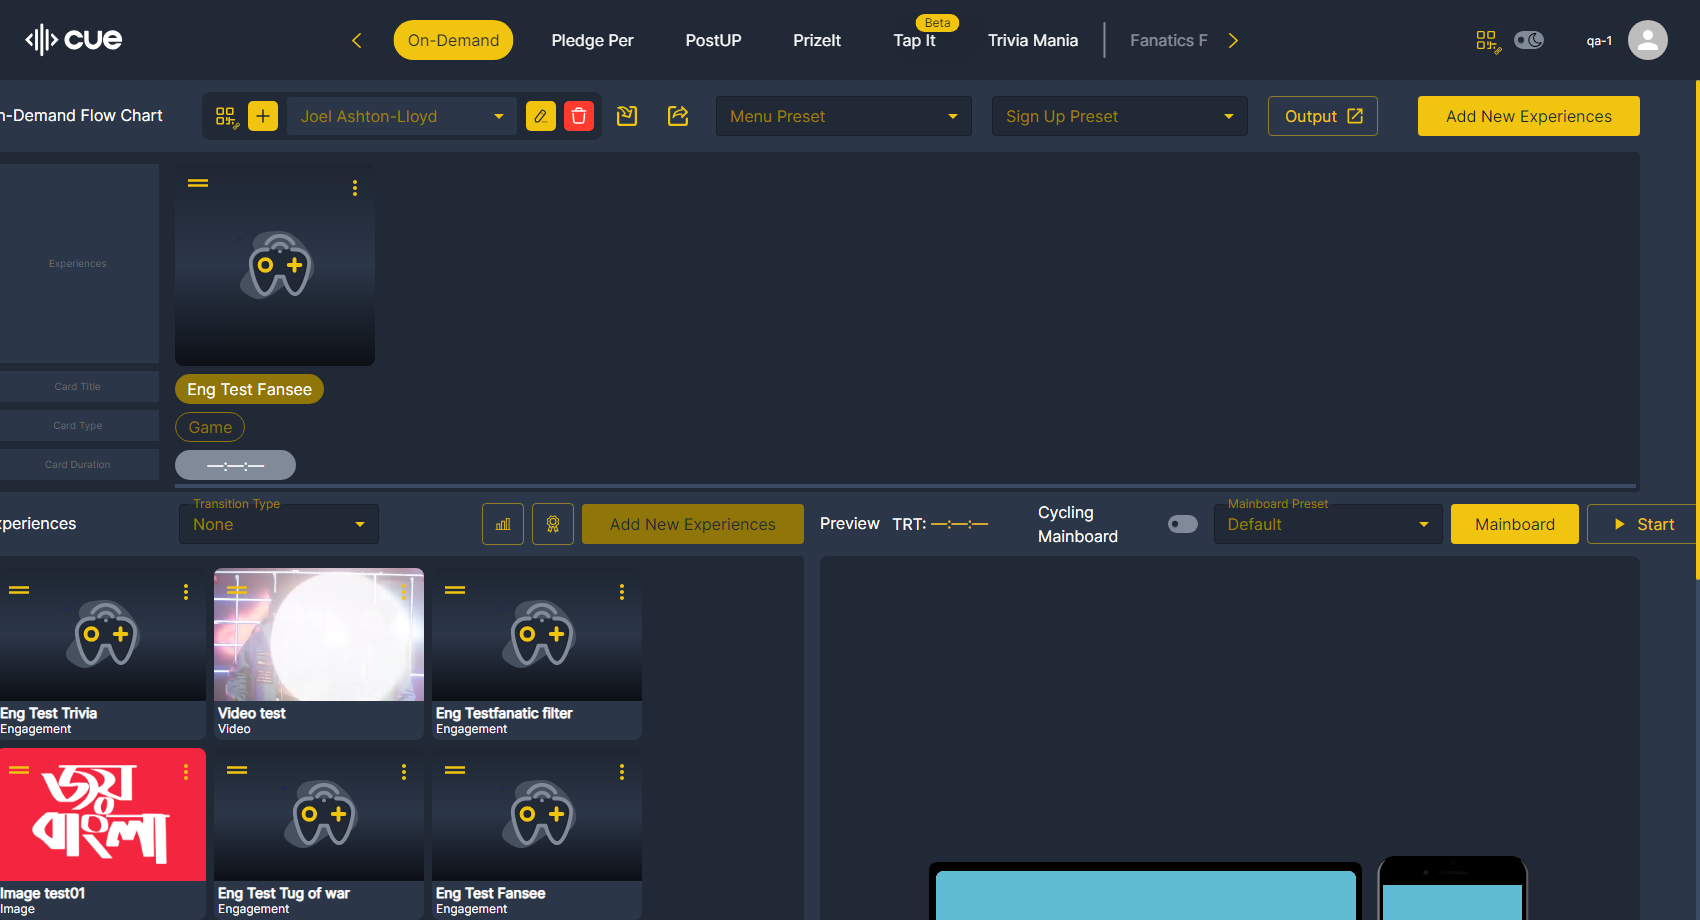 cue
On-Demand
Pledge Per
PostUP
PrizeIt
Beta
Tap It
Trivia Mania
Fanatics F
qa-1
n-Demand Flow Chart
Joel Ashton-Lloyd
Menu Preset
Sign Up Preset
Output
Add New Experiences
Experiences
Card Title
Eng Test Fansee
Card Type
Game
Card Duration
—:—:—
xperiences
Transition Type
None
Add New Experiences
Preview
TRT: —:—:—
Cycling
Mainboard
Mainboard Preset
Default
Mainboard
Start
Eng Test Trivia
Engagement
Video test
Video
Eng Testfanatic filter
Engagement
জয়
বাংলা
Image test01
Image
Eng Test Tug of war
Engagement
Eng Test Fansee
Engagement